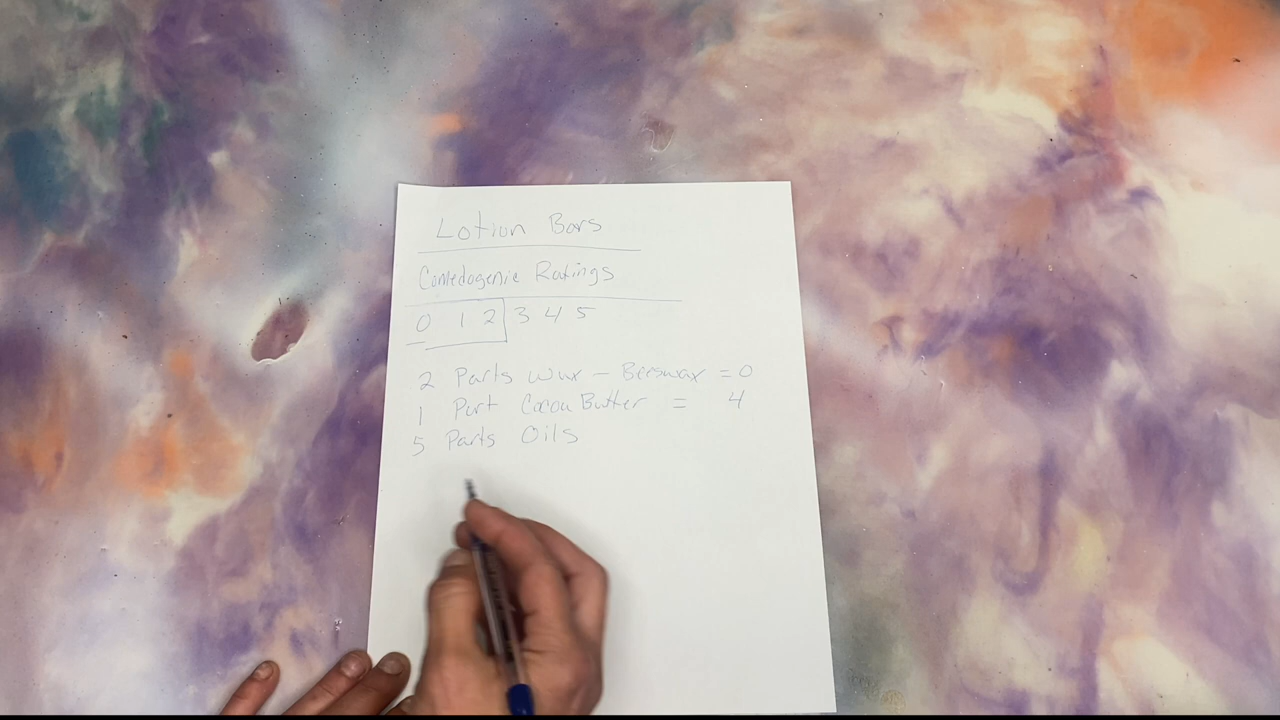 Lotion Bars
Comedogenic Ratings
0 1 2 3 4 5
2 Parts Wax - Beeswax = 0
1 Part Cocoa Butter = 4
5 Parts Oils